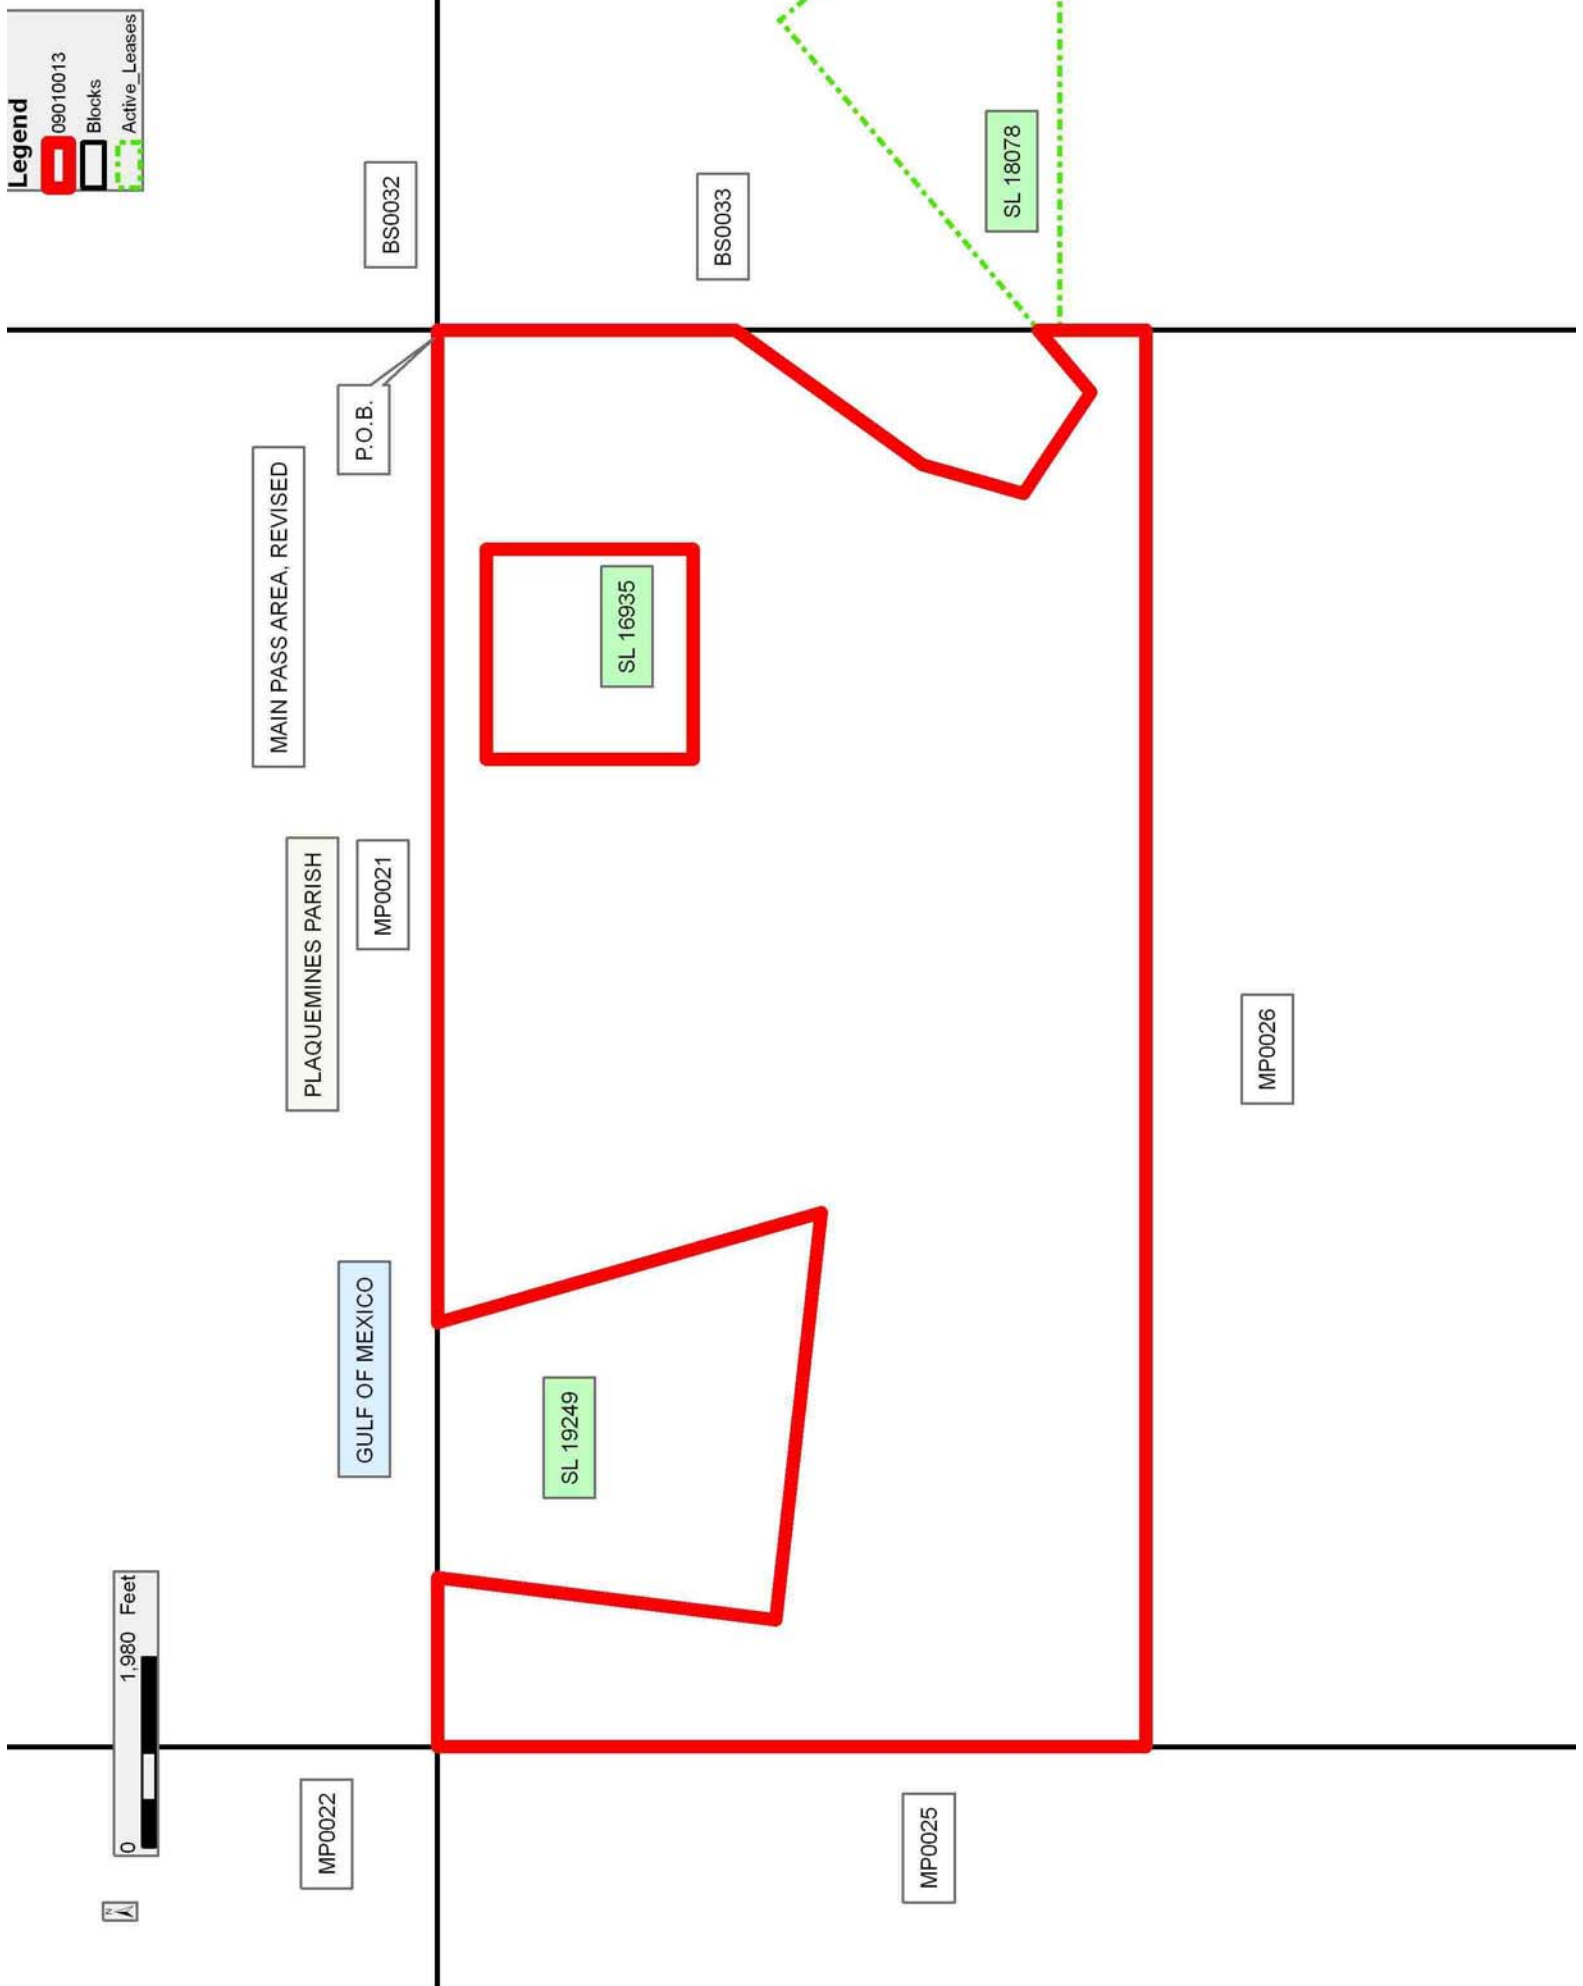 Legend
09010013
Blocks
Active_Leases
BS0032
BS0033
SL 18078
P.O.B.
MAIN PASS AREA, REVISED
SL 16935
PLAQUEMINES PARISH
MP0021
MP0026
GULF OF MEXICO
SL 19249
0 1,980 Feet
N
MP0022
MP0025